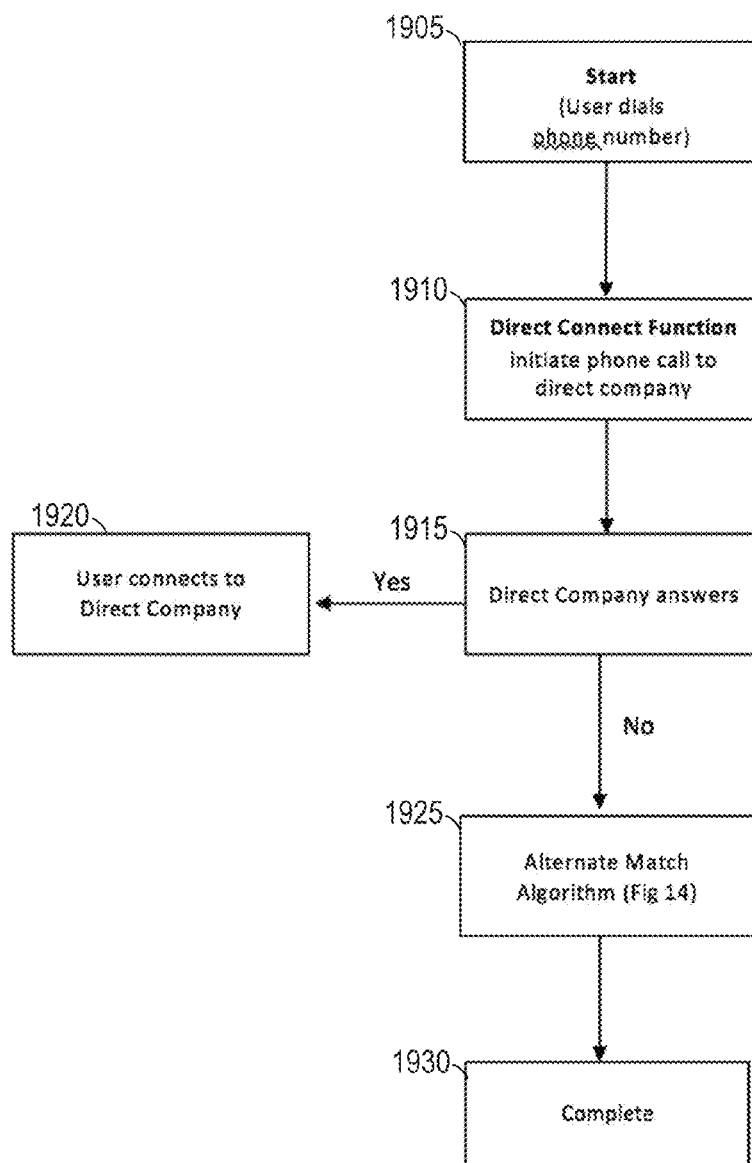 1905
Start
(User dials
phone number)
1910
Direct Connect Function
initiate phone call to
direct company
1920
User connects to
Direct Company
Yes
1915
Direct Company answers
No
1925
Alternate Match
Algorithm (Fig 14)
1930
Complete